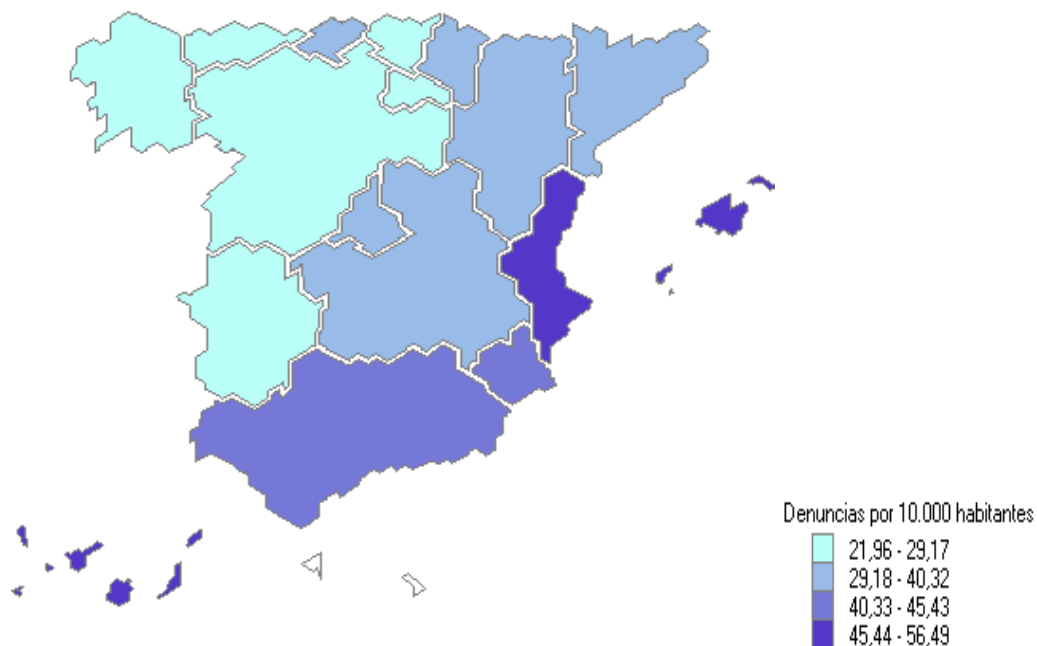 Denuncias por 10.000 habitantes
21,96 - 29,17
29,18 - 40,32
40,33 - 45,43
45,44 - 56,49